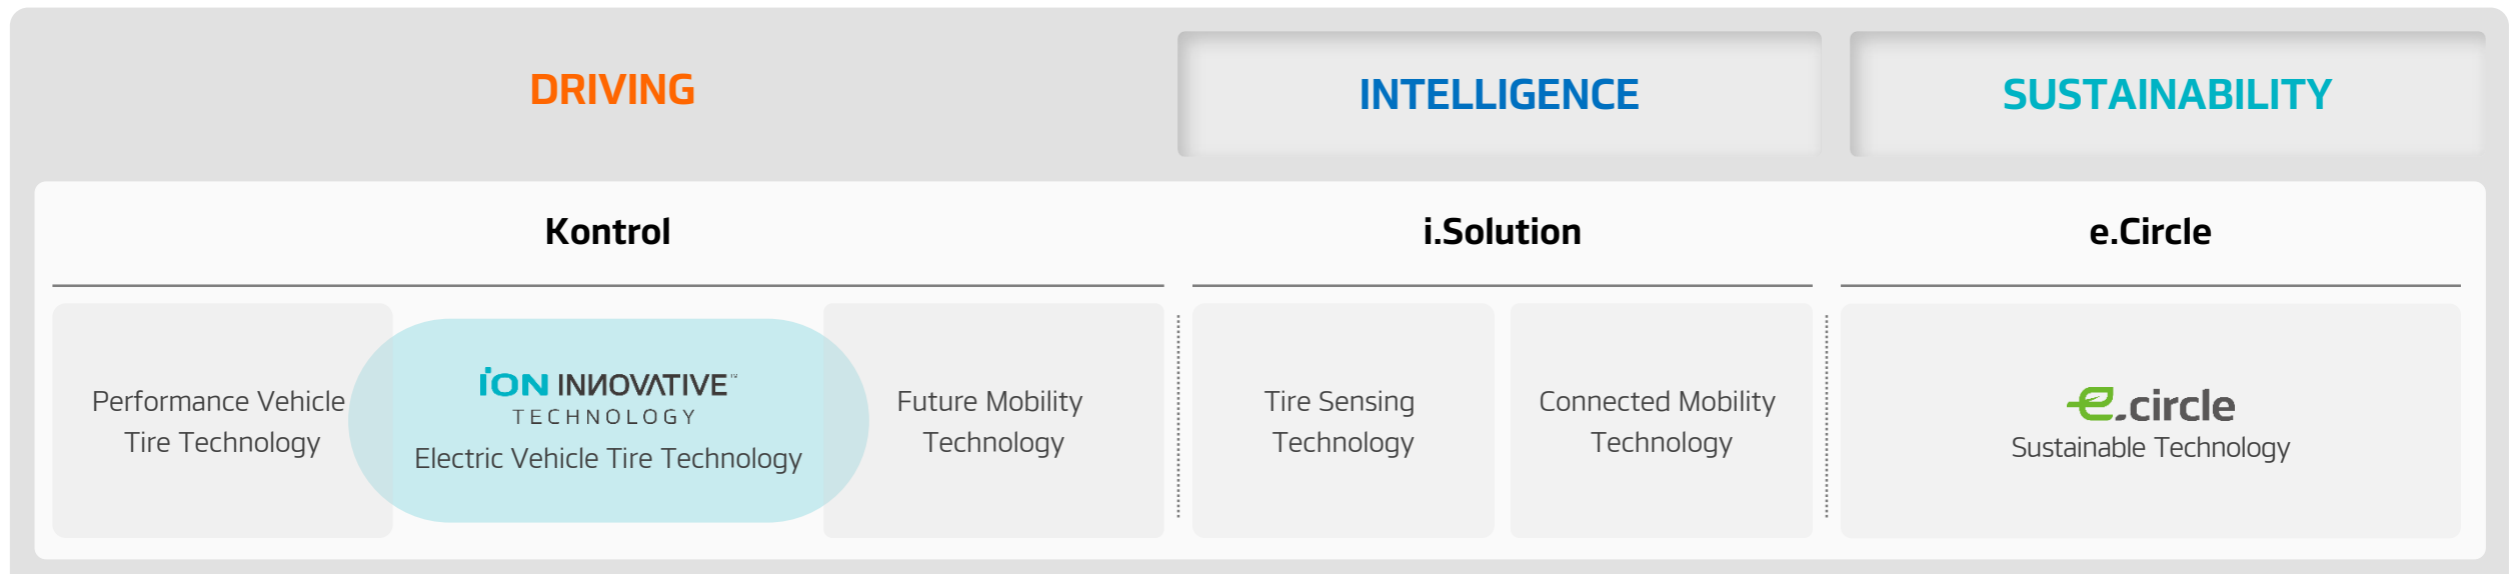 DRIVING
INTELLIGENCE
SUSTAINABILITY
Kontrol
i.Solution
e.Circle
Performance Vehicle
Tire Technology
iON INNOVATIVE
TECHNOLOGY
Electric Vehicle Tire Technology
Future Mobility
Technology
Tire Sensing
Technology
Connected Mobility
Technology
e.circle
Sustainable Technology